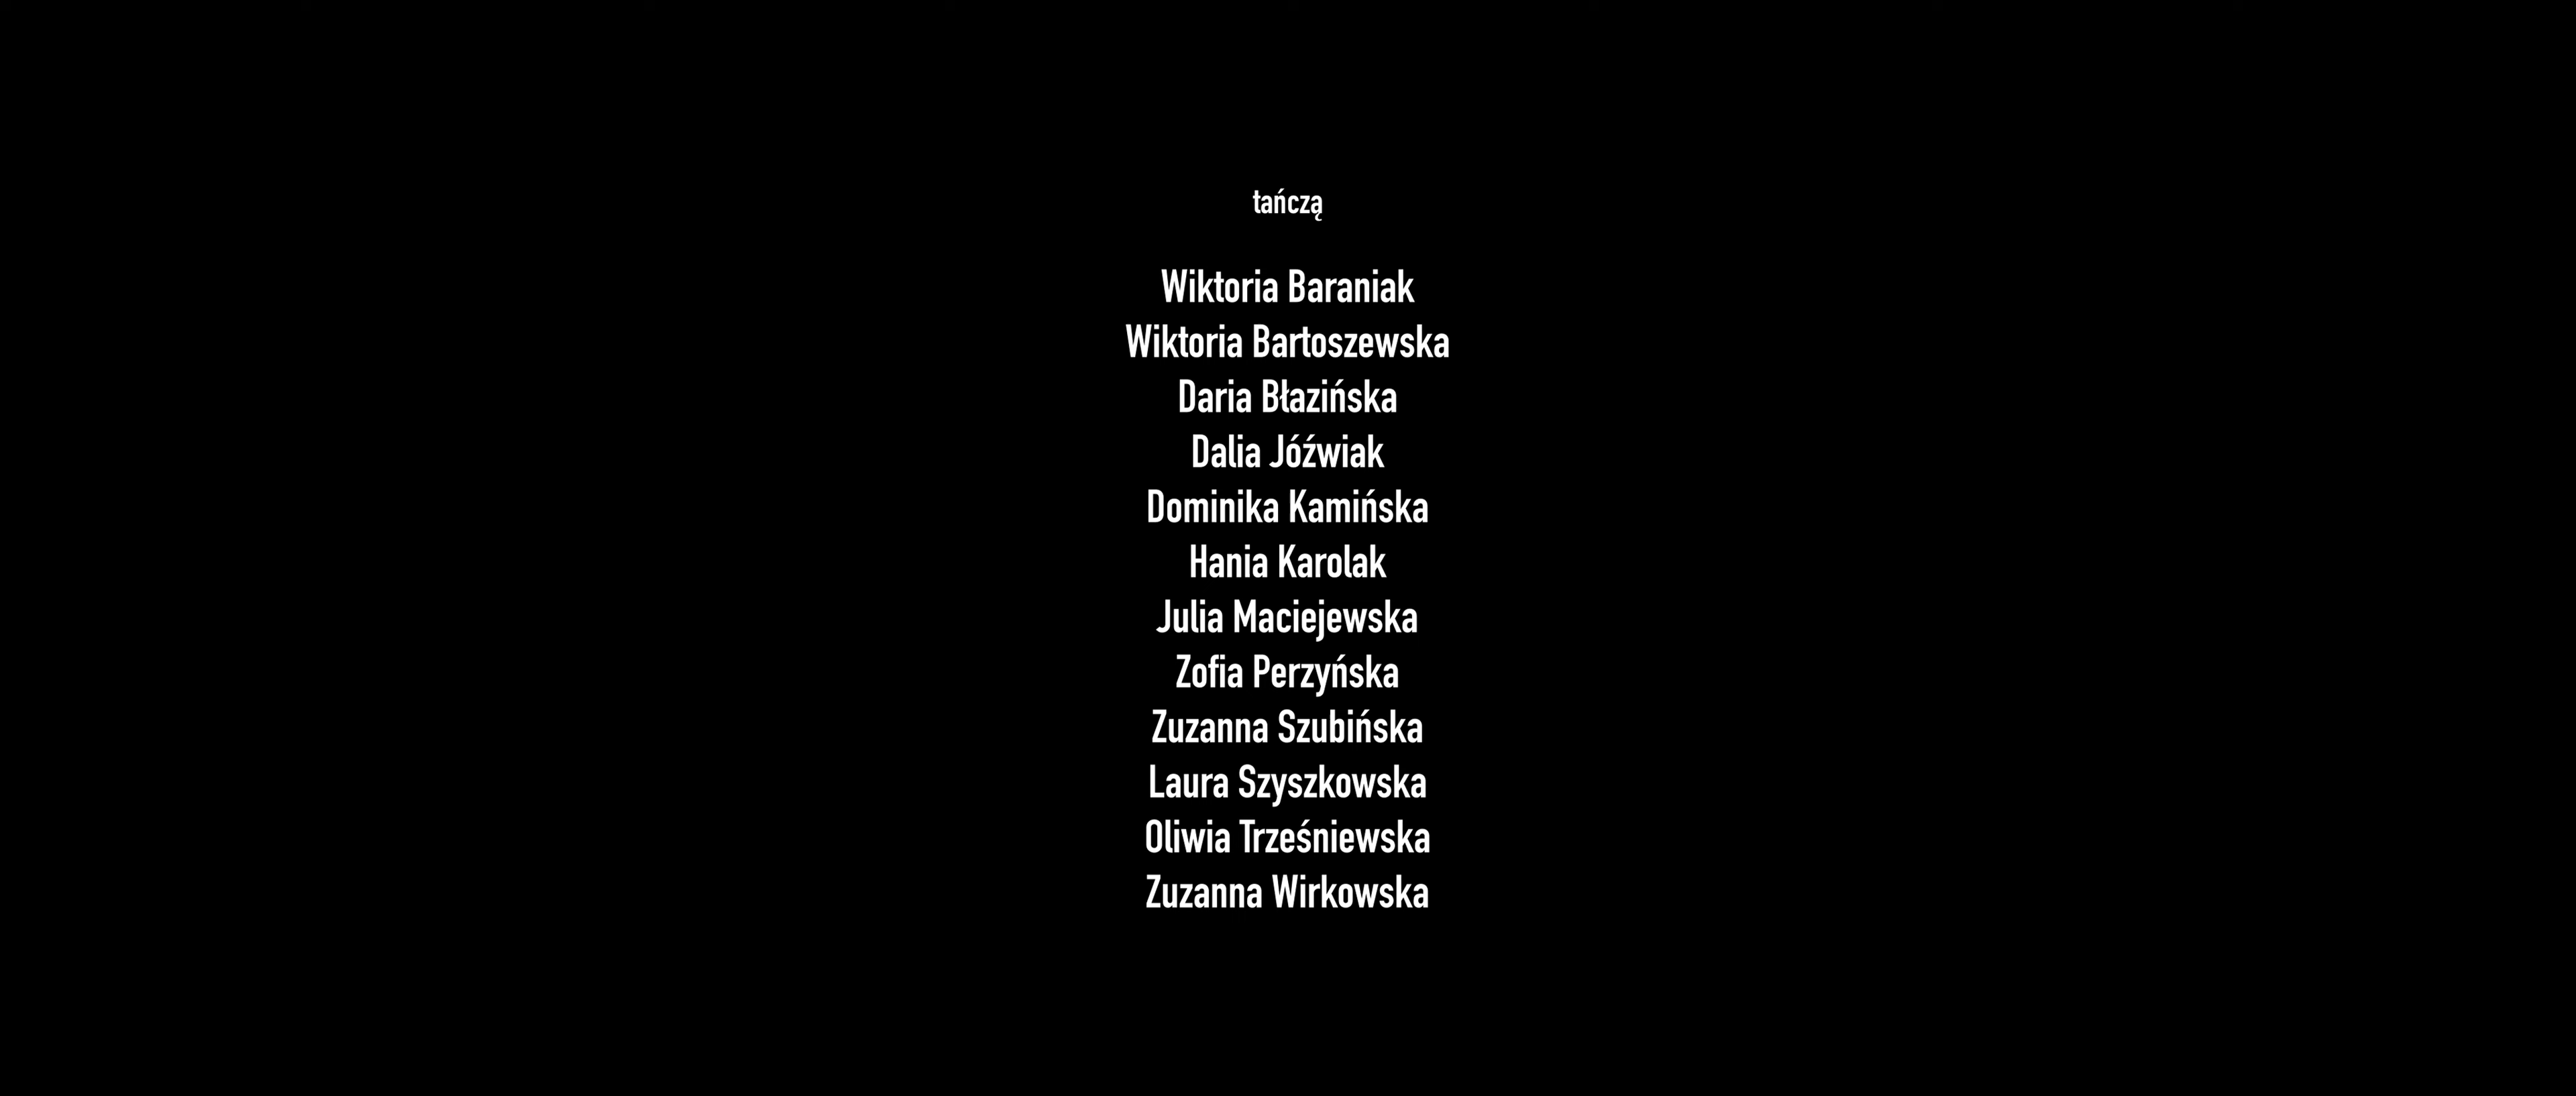 tańczą
Wiktoria Baraniak
Wiktoria Bartoszewska
Daria Błazińska
Dalia Jóźwiak
Dominika Kamińska
Hania Karolak
Julia Maciejewska
Zofia Perzyńska
Zuzanna Szubińska
Laura Szyszkowska
Oliwia Trześniewska
Zuzanna Wirkowska